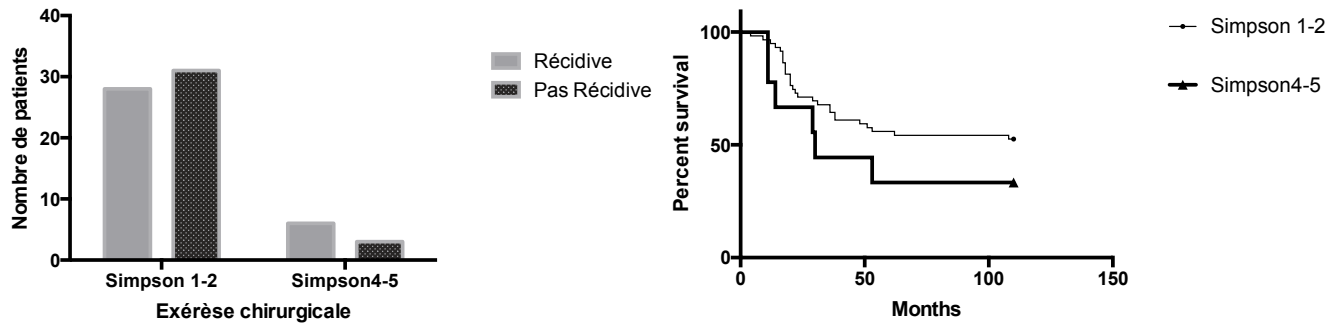 40
30
20
10
0
Nombre de patients
Simpson 1-2
Simpson4-5
Exérèse chirurgicale
Récidive
Pas Récidive
100
50
0
Percent survival
0
50
100
150
Months
Simpson 1-2
Simpson4-5